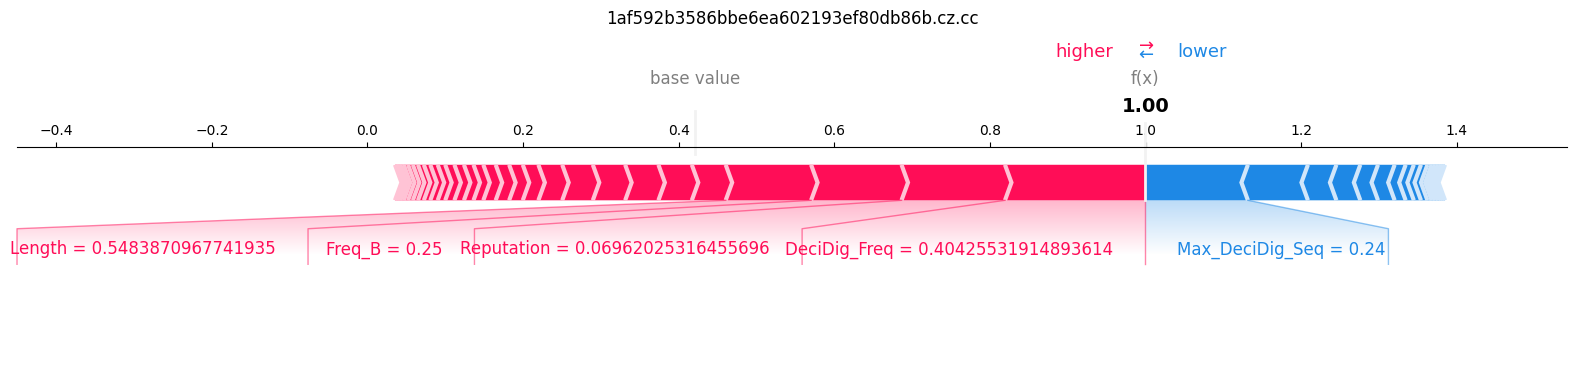 1af592b3586bbe6ea602193ef80db86b.cz.cc
higher ⇄ lower
base value f(x)
1.00
−0.4 −0.2 0.0 0.2 0.4 0.6 0.8 1.0 1.2 1.4
Length = 0.5483870967741935 Freq_B = 0.25 Reputation = 0.06962025316455696 DeciDig_Freq = 0.40425531914893614 Max_DeciDig_Seq = 0.24